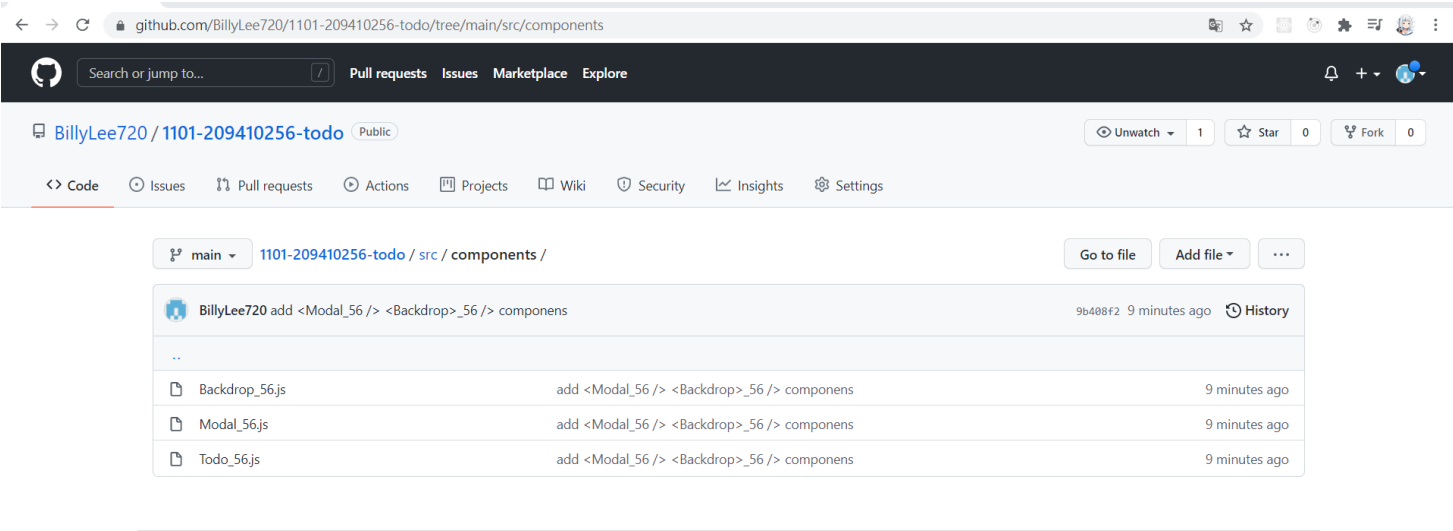 github.com/BillyLee720/1101-209410256-todo/tree/main/src/components
Search or jump to... / Pull requests Issues Marketplace Explore
BillyLee720 / 1101-209410256-todo Public Unwatch 1 Star 0 Fork 0
Code Issues Pull requests Actions Projects Wiki Security Insights Settings
main 1101-209410256-todo / src / components / Go to file Add file ...
BillyLee720 add <Modal_56 /> <Backdrop>_56 /> componens 9b408f2 9 minutes ago History
..
Backdrop_56.js add <Modal_56 /> <Backdrop>_56 /> componens 9 minutes ago
Modal_56.js add <Modal_56 /> <Backdrop>_56 /> componens 9 minutes ago
Todo_56.js add <Modal_56 /> <Backdrop>_56 /> componens 9 minutes ago